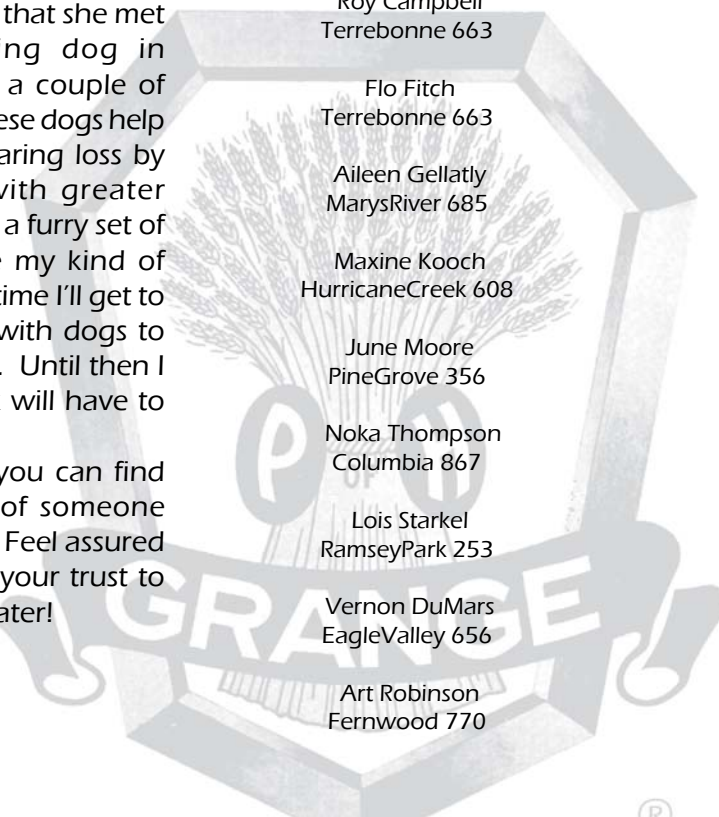 that she met
ing dog in
a couple of
ese dogs help
aring loss by
with greater
a furry set of
my kind of
time I'll get to
with dogs to
. Until then I
will have to
you can find
of someone
Feel assured
your trust to
ater!
Roy Campbell
Terrebonne 663
Flo Fitch
Terrebonne 663
Aileen Gellatly
MarysRiver 685
Maxine Kooch
HurricaneCreek 608
June Moore
PineGrove 356
Noka Thompson
Columbia 867
Lois Starkel
RamseyPark 253
Vernon DuMars
EagleValley 656
Art Robinson
Fernwood 770
P OF H
GRANGE
®